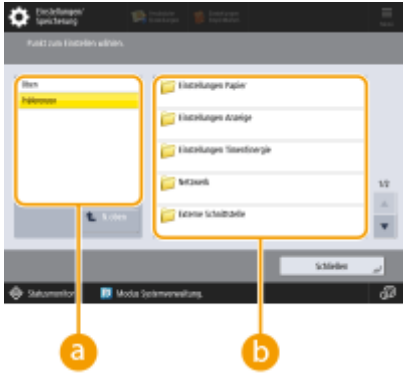 Einstellungen/
Speicherung
Punkt zum Einstellen wählen.
Oben
Präferenzen
Einstellungen Papier
Einstellungen Anzeige
Einstellungen Timer/Energie
Netzwerk
Externe Schnittstelle
1/2
N. oben
Schließen
Statusmonitor
Modus Systemverwaltung.
a
b